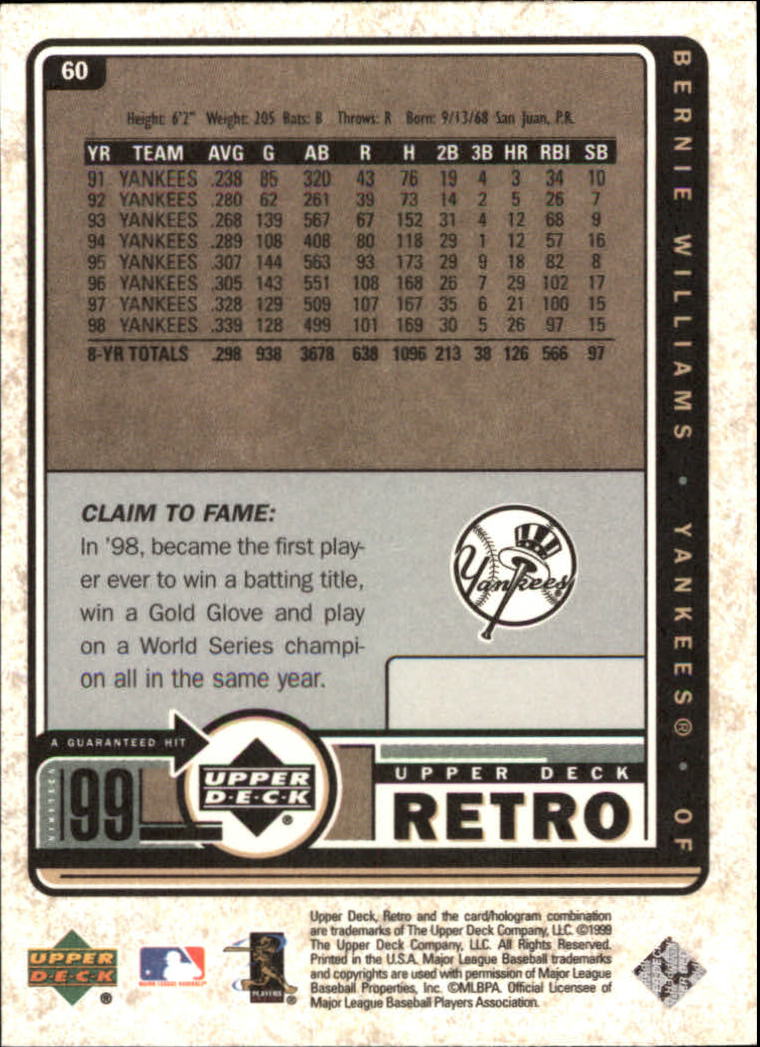 60
Height: 6'2" Weight: 205 Bats: B Throws: R Born: 9/13/68 San Juan, P.R.
YR TEAM AVG G AB R H 2B 3B HR RBI SB
91 YANKEES .238 85 320 43 76 19 4 3 34 10
92 YANKEES .280 62 261 39 73 14 2 5 26 7
93 YANKEES .268 139 567 67 152 31 4 12 68 9
94 YANKEES .289 108 408 80 118 29 1 12 57 16
95 YANKEES .307 144 563 93 173 29 9 18 82 8
96 YANKEES .305 143 551 108 168 26 7 29 102 17
97 YANKEES .328 129 509 107 167 35 6 21 100 15
98 YANKEES .339 128 499 101 169 30 5 26 97 15
8-YR TOTALS .298 938 3678 638 1096 213 38 126 566 97
BERNIE WILLIAMS • YANKEES® • OF
CLAIM TO FAME:
In '98, became the first play-
er ever to win a batting title,
win a Gold Glove and play
on a World Series champi-
on all in the same year.
Yankees
A GUARANTEED HIT
NINETEEN
99
UPPER
D•E•C•K
®
UPPER DECK
RETRO
Upper Deck, Retro and the card/hologram combination
are trademarks of The Upper Deck Company, LLC. ©1999
The Upper Deck Company, LLC. All Rights Reserved.
Printed in the U.S.A. Major League Baseball trademarks
and copyrights are used with permission of Major League
Baseball Properties, Inc. ©MLBPA. Official Licensee of
Major League Baseball Players Association.
UPPER
D•E•C•K
®
MAJOR LEAGUE BASEBALL
PLAYERS
®